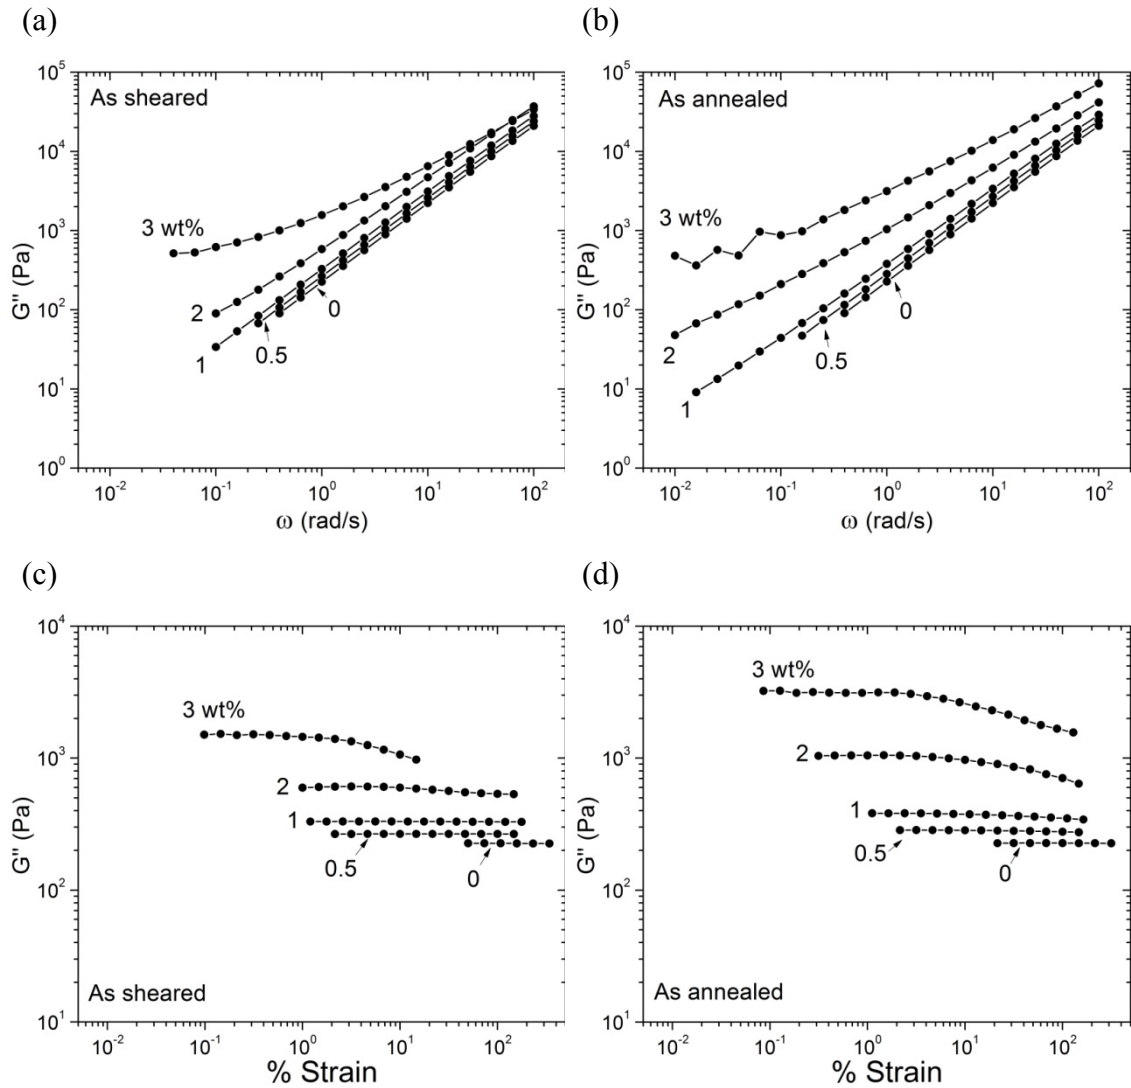 (a)
As sheared
10^5
10^4
10^3
10^2
10^1
10^0
G" (Pa)
3 wt%
2
1
0.5
0
10^-2 10^-1 10^0 10^1 10^2
ω (rad/s)
(b)
As annealed
10^5
10^4
10^3
10^2
10^1
10^0
G" (Pa)
3 wt%
2
1
0.5
0
10^-2 10^-1 10^0 10^1 10^2
ω (rad/s)
(c)
10^4
10^3
10^2
10^1
G" (Pa)
3 wt%
2
1
0.5
0
As sheared
10^-2 10^-1 10^0 10^1 10^2
% Strain
(d)
10^4
10^3
10^2
10^1
G" (Pa)
3 wt%
2
1
0.5
0
As annealed
10^-2 10^-1 10^0 10^1 10^2
% Strain